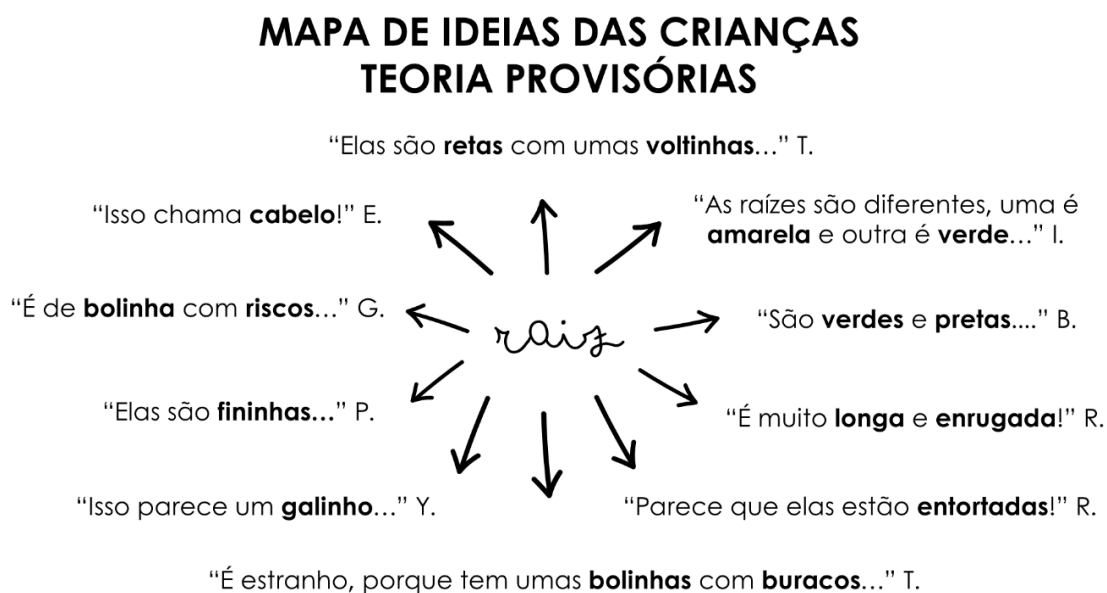 MAPA DE IDEIAS DAS CRIANÇAS
TEORIA PROVISÓRIAS
“Elas são retas com umas voltinhas...” T.
“Isso chama cabelo!” E.
“As raízes são diferentes, uma é
amarela e outra é verde...” I.
“É de bolinha com riscos...” G.
“São verdes e pretas....” B.
raiz
“Elas são fininhas...” P.
“É muito longa e enrugada!” R.
“Isso parece um galinho...” Y.
“Parece que elas estão entortadas!” R.
“É estranho, porque tem umas bolinhas com buracos...” T.